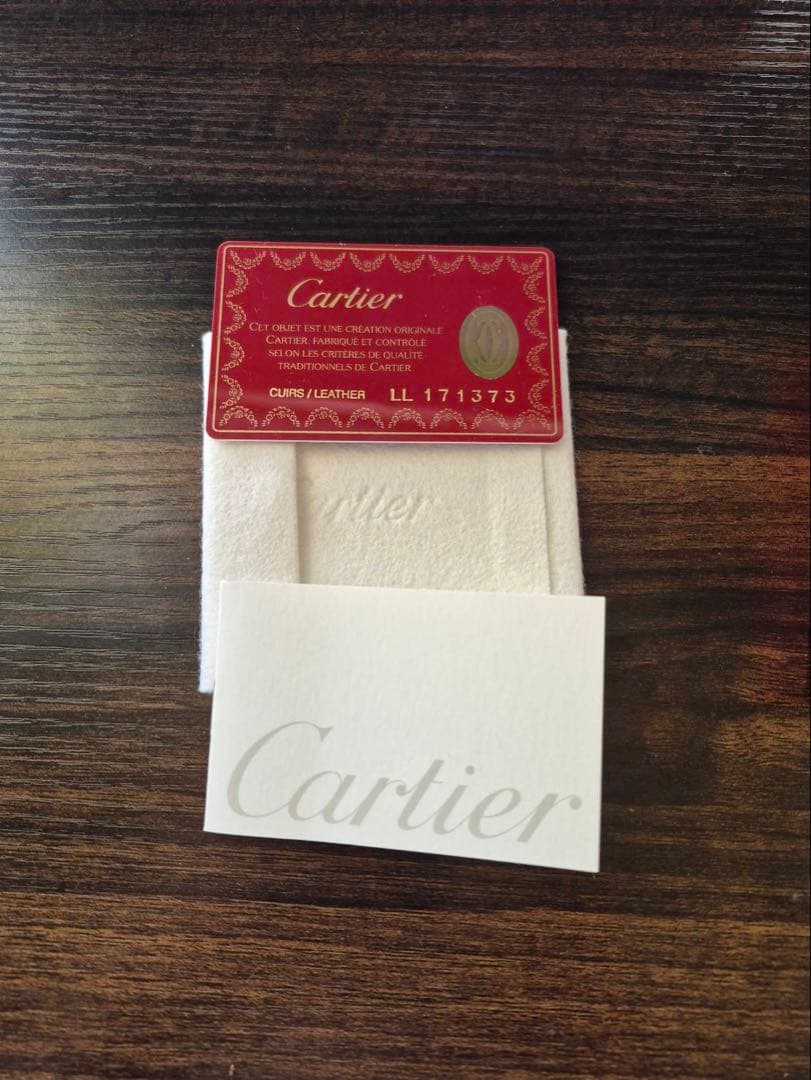 Cartier
CET OBJET EST UNE CRÉATION ORIGINALE
CARTIER, FABRIQUÉ ET CONTRÔLÉ
SELON LES CRITÈRES DE QUALITÉ
TRADITIONNELS DE CARTIER
CUIRS / LEATHER LL 171373
artier
Cartier